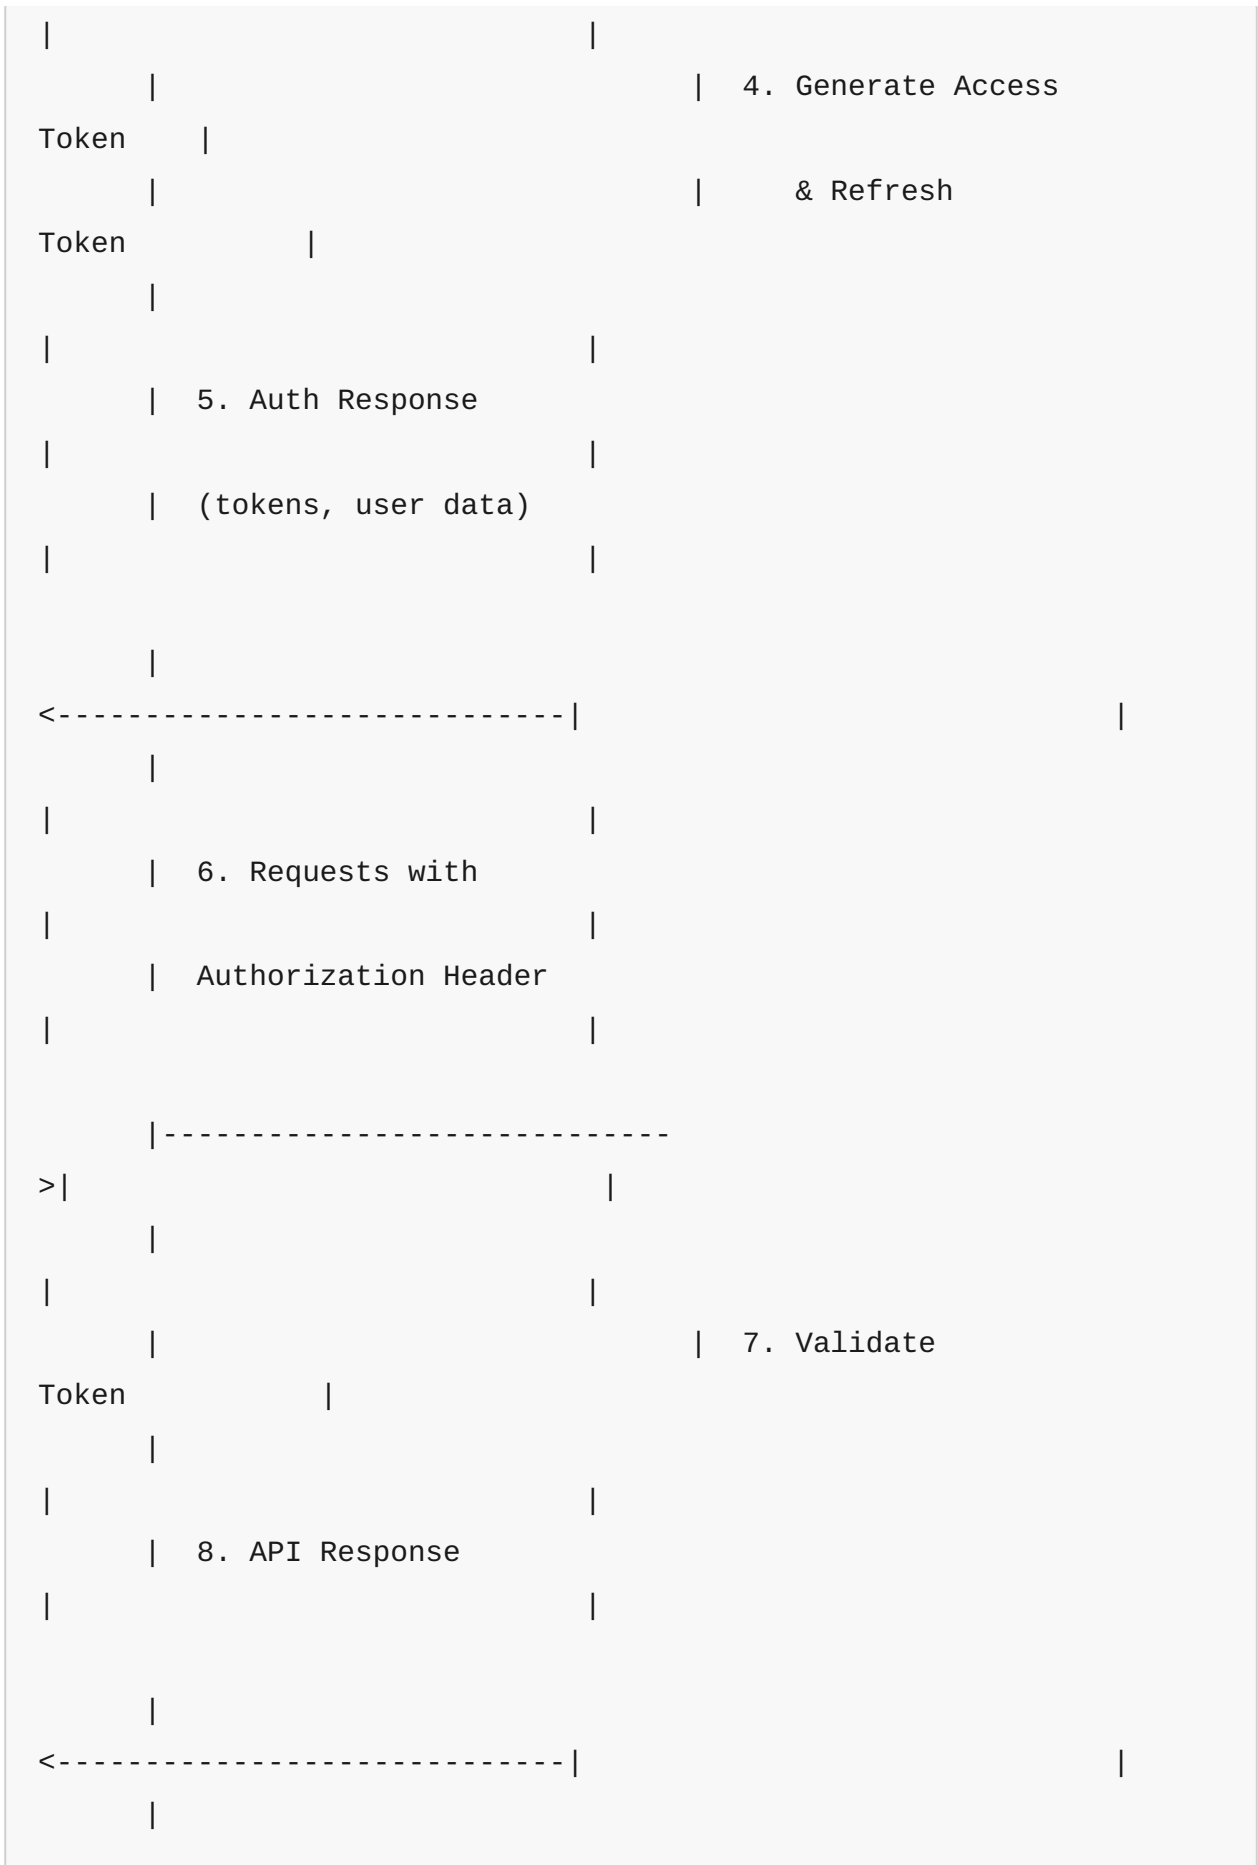 |                              |
      |                              |  4. Generate Access
Token    |
      |                              |     & Refresh
Token          |
      |
|                              |
      |  5. Auth Response
|                              |
      |  (tokens, user data)
|                              |
      |
<-----------------------------|                              |
      |
|                              |
      |  6. Requests with
|                              |
      |  Authorization Header
|                              |
      |-----------------------------
>|                              |
      |
|                              |
      |                              |  7. Validate
Token           |
      |
|                              |
      |  8. API Response
|                              |
      |
<-----------------------------|                              |
      |